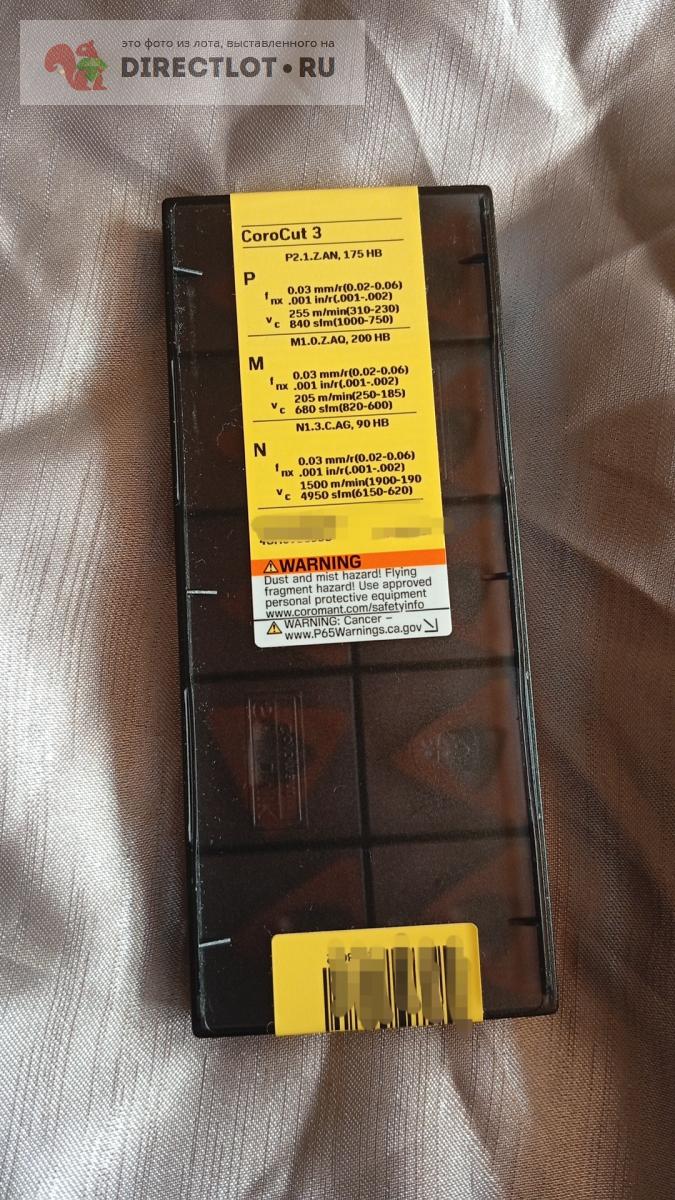 это фото из лота, выставленного на
DIRECTLOT•RU
CoroCut 3
P2.1.Z.AN, 175 HB
P
fnx 0.03 mm/r(0.02-0.06)
.001 in/r(.001-.002)
vc 255 m/min(310-230)
840 sfm(1000-750)
M1.0.Z.AQ, 200 HB
M
fnx 0.03 mm/r(0.02-0.06)
.001 in/r(.001-.002)
vc 205 m/min(250-185)
680 sfm(820-600)
N1.3.C.AG, 90 HB
N
fnx 0.03 mm/r(0.02-0.06)
.001 in/r(.001-.002)
vc 1500 m/min(1900-190
4950 sfm(6150-620)
WARNING
Dust and mist hazard! Flying
fragment hazard! Use approved
personal protective equipment
www.coromant.com/safetyinfo
WARNING: Cancer –
www.P65Warnings.ca.gov